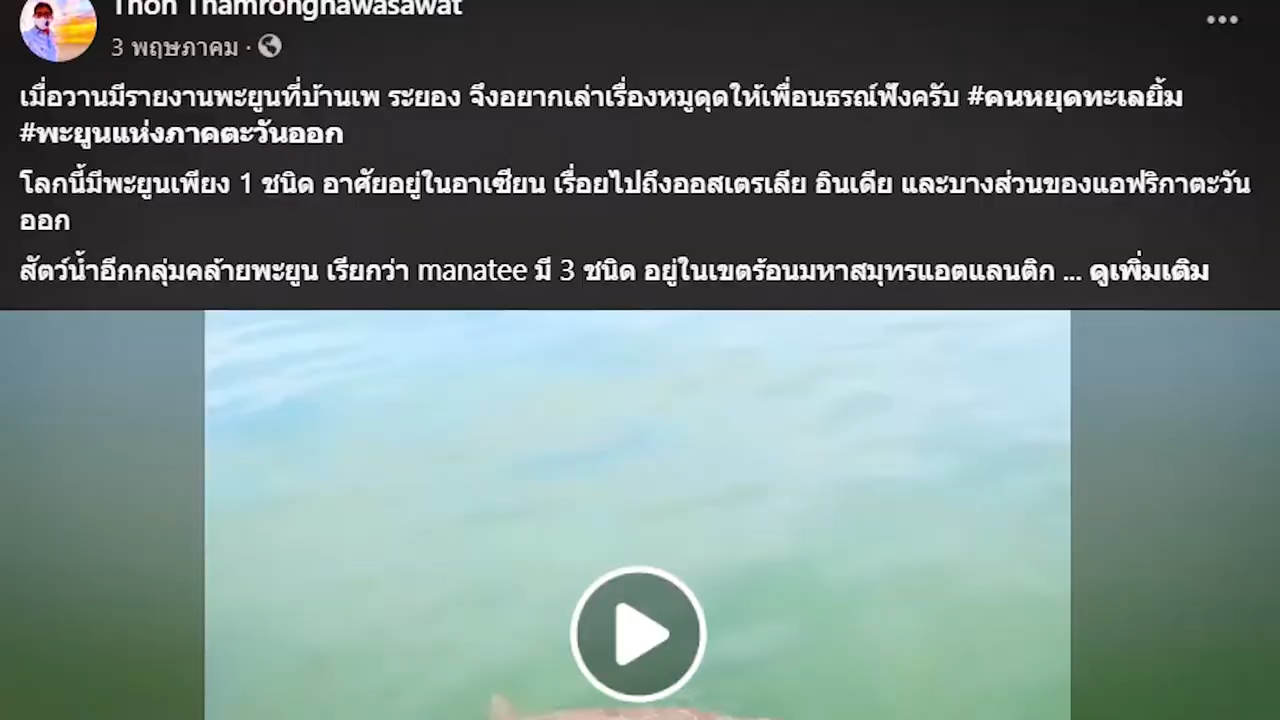 Thon Thamrongnawasawat
3 พฤษภาคม ·
เมื่อวานมีรายงานพะยูนที่บ้านเพ ระยอง จึงอยากเล่าเรื่องหมูดุดให้เพื่อนธรณ์ฟังครับ #คนหยุดทะเลยิ้ม
#พะยูนแห่งภาคตะวันออก
โลกนี้มีพะยูนเพียง 1 ชนิด อาศัยอยู่ในอาเซียน เรื่อยไปถึงออสเตรเลีย อินเดีย และบางส่วนของแอฟริกาตะวัน
ออก
สัตว์น้ำอีกกลุ่มคล้ายพะยูน เรียกว่า manatee มี 3 ชนิด อยู่ในเขตร้อนมหาสมุทรแอตแลนติก ... ดูเพิ่มเติม